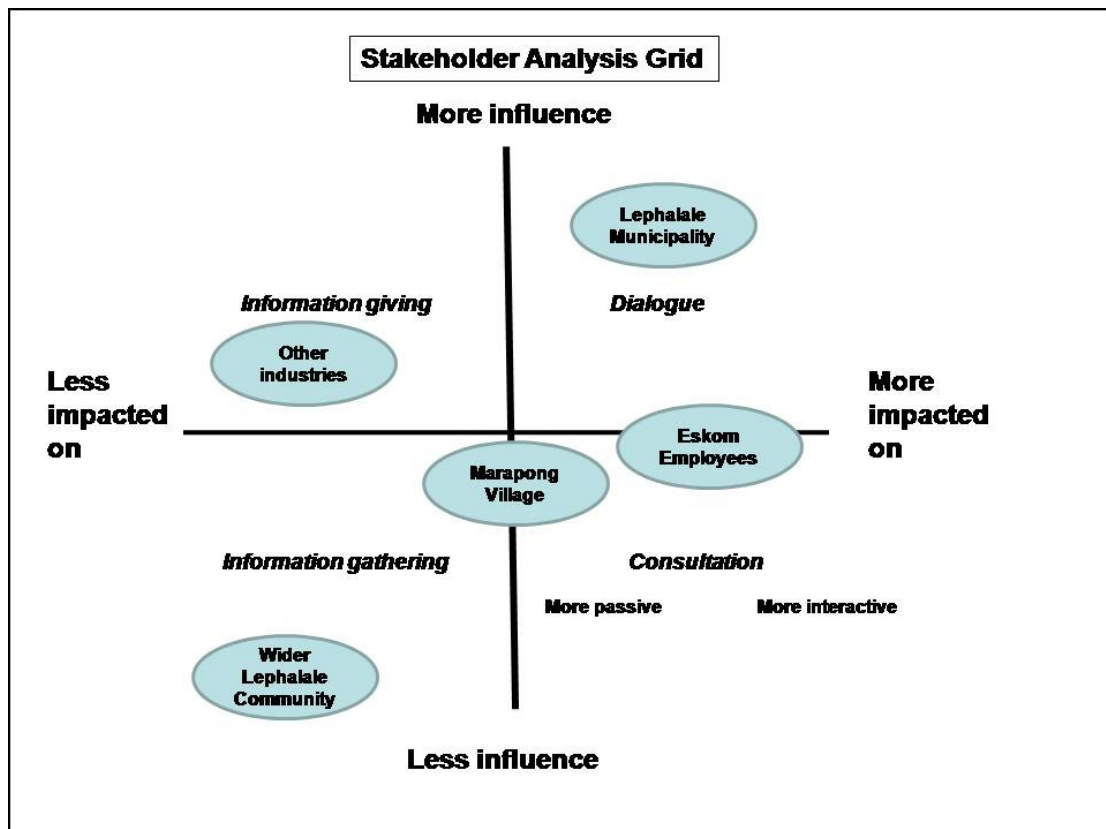 Stakeholder Analysis Grid
More influence
Lephalale
Municipality
Information giving
Dialogue
Other
industries
Less
impacted
on
More
impacted
on
Eskom
Employees
Marapong
Village
Information gathering
Consultation
More passive
More interactive
Wider
Lephalale
Community
Less influence